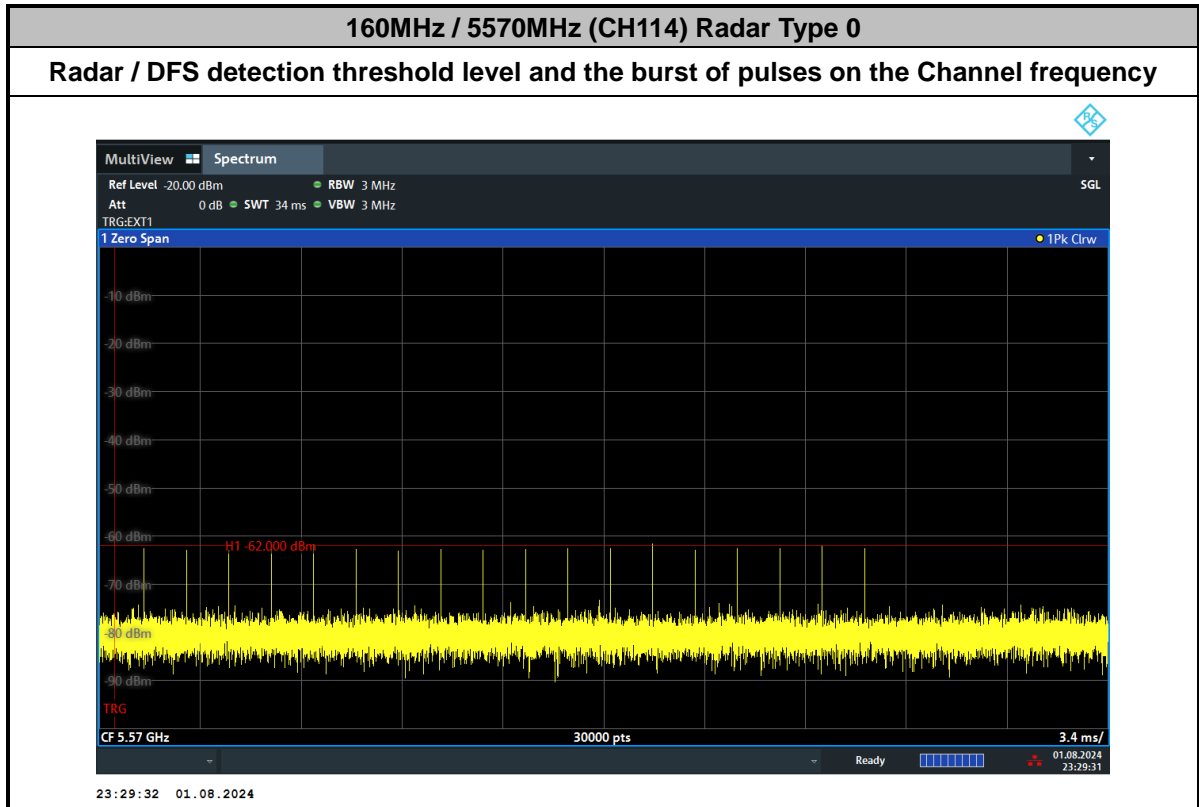 160MHz / 5570MHz (CH114) Radar Type 0
Radar / DFS detection threshold level and the burst of pulses on the Channel frequency
R&S
MultiView Spectrum
Ref Level -20.00 dBm RBW 3 MHz SGL
Att 0 dB SWT 34 ms VBW 3 MHz
TRG:EXT1
1 Zero Span 1Pk Clrw
-10 dBm
-20 dBm
-30 dBm
-40 dBm
-50 dBm
-60 dBm
H1 -62.000 dBm
-70 dBm
-80 dBm
-90 dBm
TRG
CF 5.57 GHz 30000 pts 3.4 ms/
Ready 01.08.2024
23:29:31
23:29:32 01.08.2024